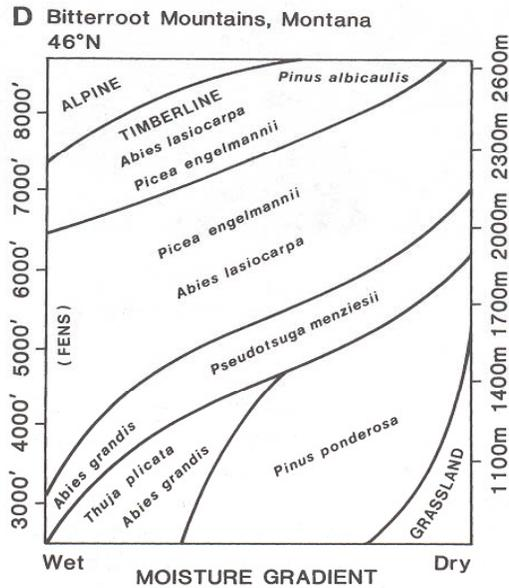 D Bitterroot Mountains, Montana
46°N
ALPINE
Pinus albicaulis
TIMBERLINE
Abies lasiocarpa
Picea engelmannii
Picea engelmannii
Abies lasiocarpa
(FENS)
Pseudotsuga menziesii
Abies grandis
Thuja plicata
Abies grandis
Pinus ponderosa
GRASSLAND
8000'
7000'
6000'
5000'
4000'
3000'
2600m
2300m
2000m
1700m
1400m
1100m
Wet
Dry
MOISTURE GRADIENT